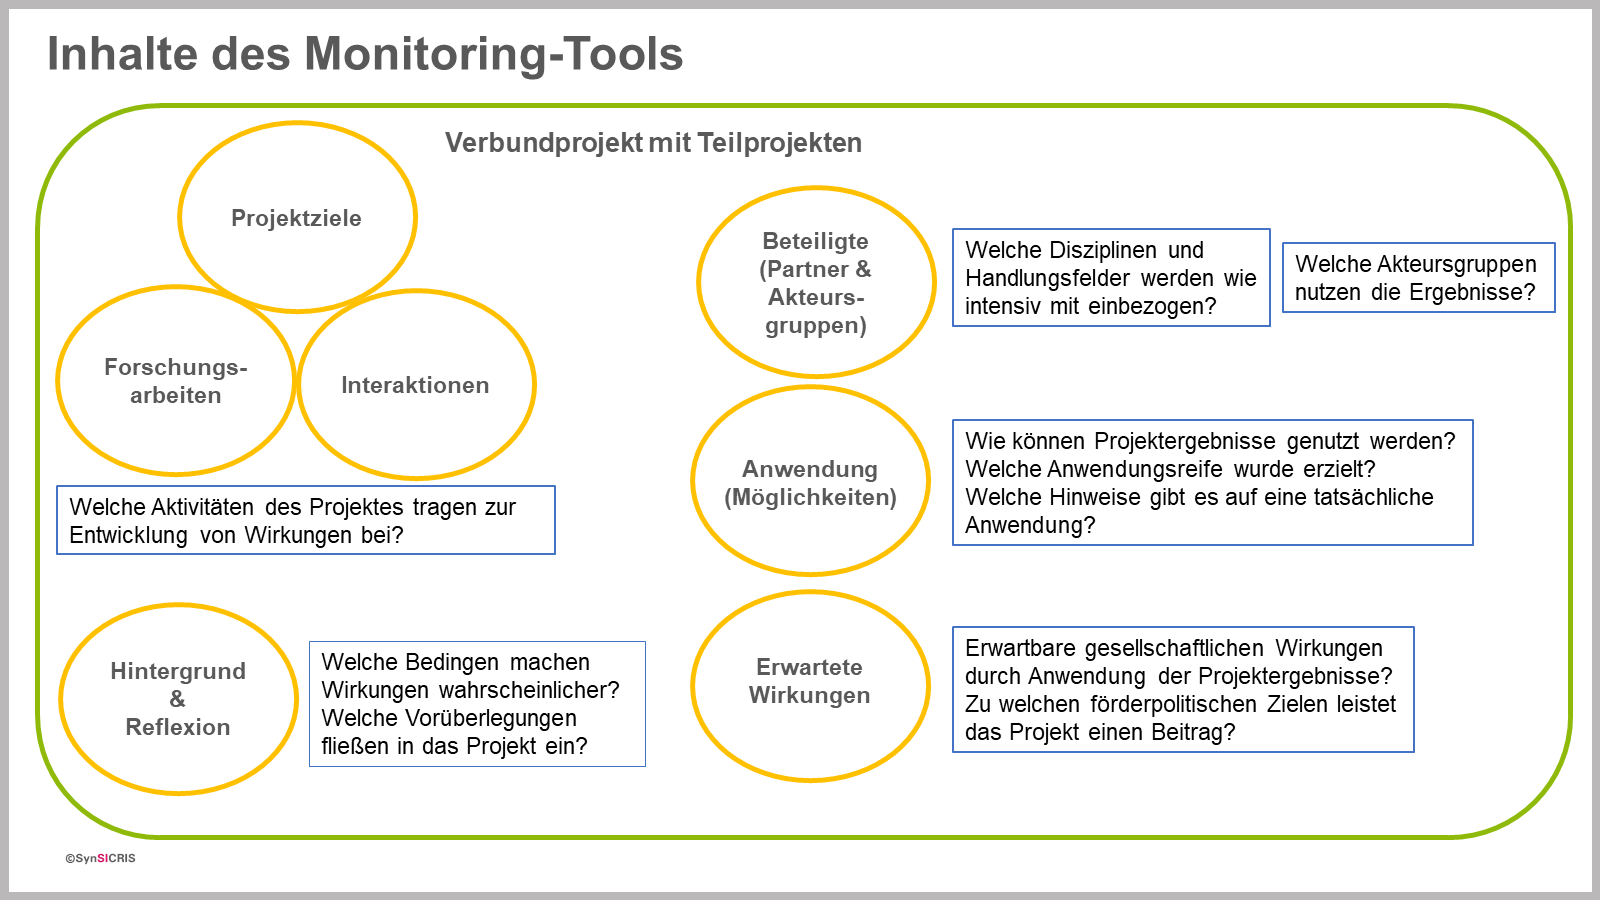 Inhalte des Monitoring-Tools
Verbundprojekt mit Teilprojekten
Projektziele
Forschungs-
arbeiten
Interaktionen
Welche Aktivitäten des Projektes tragen zur
Entwicklung von Wirkungen bei?
Hintergrund
&
Reflexion
Welche Bedingen machen
Wirkungen wahrscheinlicher?
Welche Vorüberlegungen
fließen in das Projekt ein?
Beteiligte
(Partner &
Akteurs-
gruppen)
Welche Disziplinen und
Handlungsfelder werden wie
intensiv mit einbezogen?
Welche Akteursgruppen
nutzen die Ergebnisse?
Anwendung
(Möglichkeiten)
Wie können Projektergebnisse genutzt werden?
Welche Anwendungsreife wurde erzielt?
Welche Hinweise gibt es auf eine tatsächliche
Anwendung?
Erwartete
Wirkungen
Erwartbare gesellschaftlichen Wirkungen
durch Anwendung der Projektergebnisse?
Zu welchen förderpolitischen Zielen leistet
das Projekt einen Beitrag?
©SynSICRIS